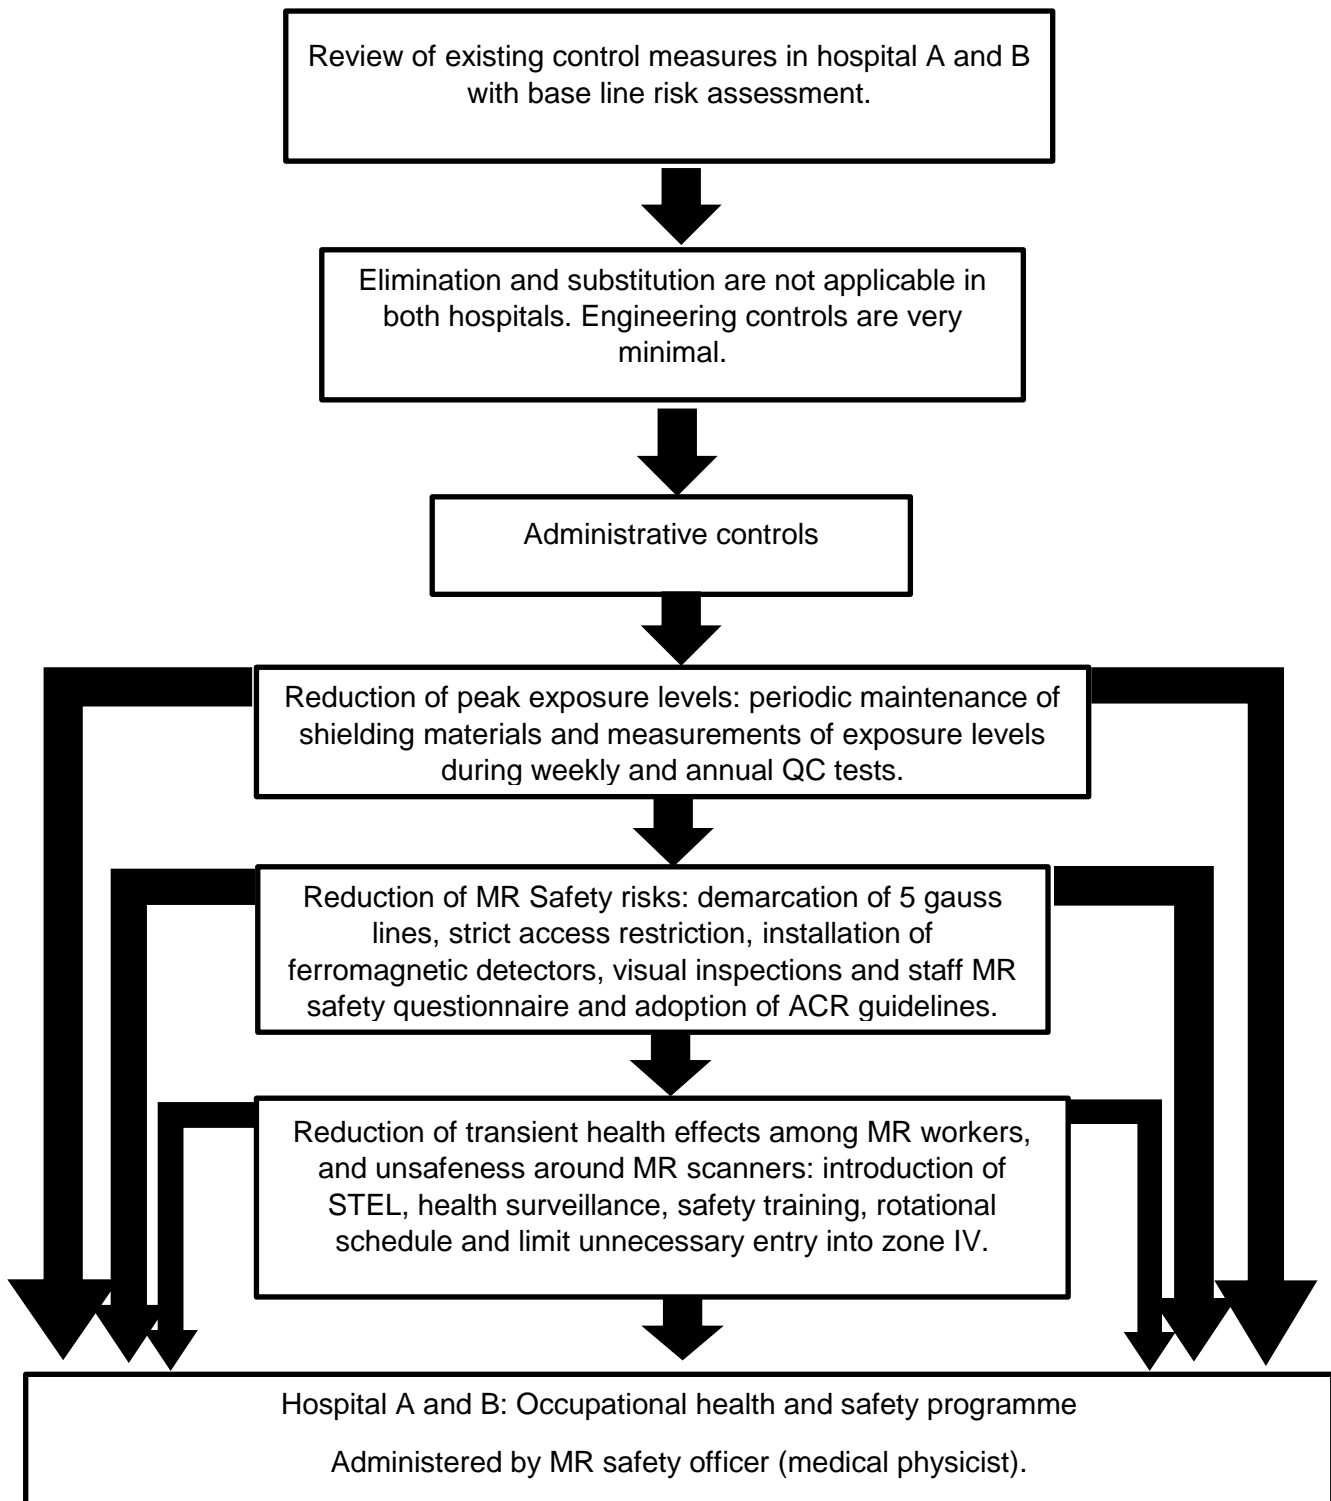 Review of existing control measures in hospital A and B
with base line risk assessment.
Elimination and substitution are not applicable in
both hospitals. Engineering controls are very
minimal.
Administrative controls
Reduction of peak exposure levels: periodic maintenance of
shielding materials and measurements of exposure levels
during weekly and annual QC tests.
Reduction of MR Safety risks: demarcation of 5 gauss
lines, strict access restriction, installation of
ferromagnetic detectors, visual inspections and staff MR
safety questionnaire and adoption of ACR guidelines.
Reduction of transient health effects among MR workers,
and unsafeness around MR scanners: introduction of
STEL, health surveillance, safety training, rotational
schedule and limit unnecessary entry into zone IV.
Hospital A and B: Occupational health and safety programme
Administered by MR safety officer (medical physicist).